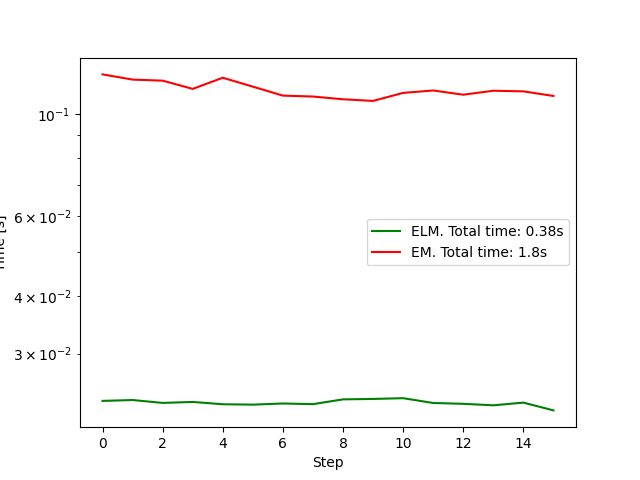 10⁻¹
6 × 10⁻²
4 × 10⁻²
3 × 10⁻²
[s]
ELM. Total time: 0.38s
EM. Total time: 1.8s
0 2 4 6 8 10 12 14
Step